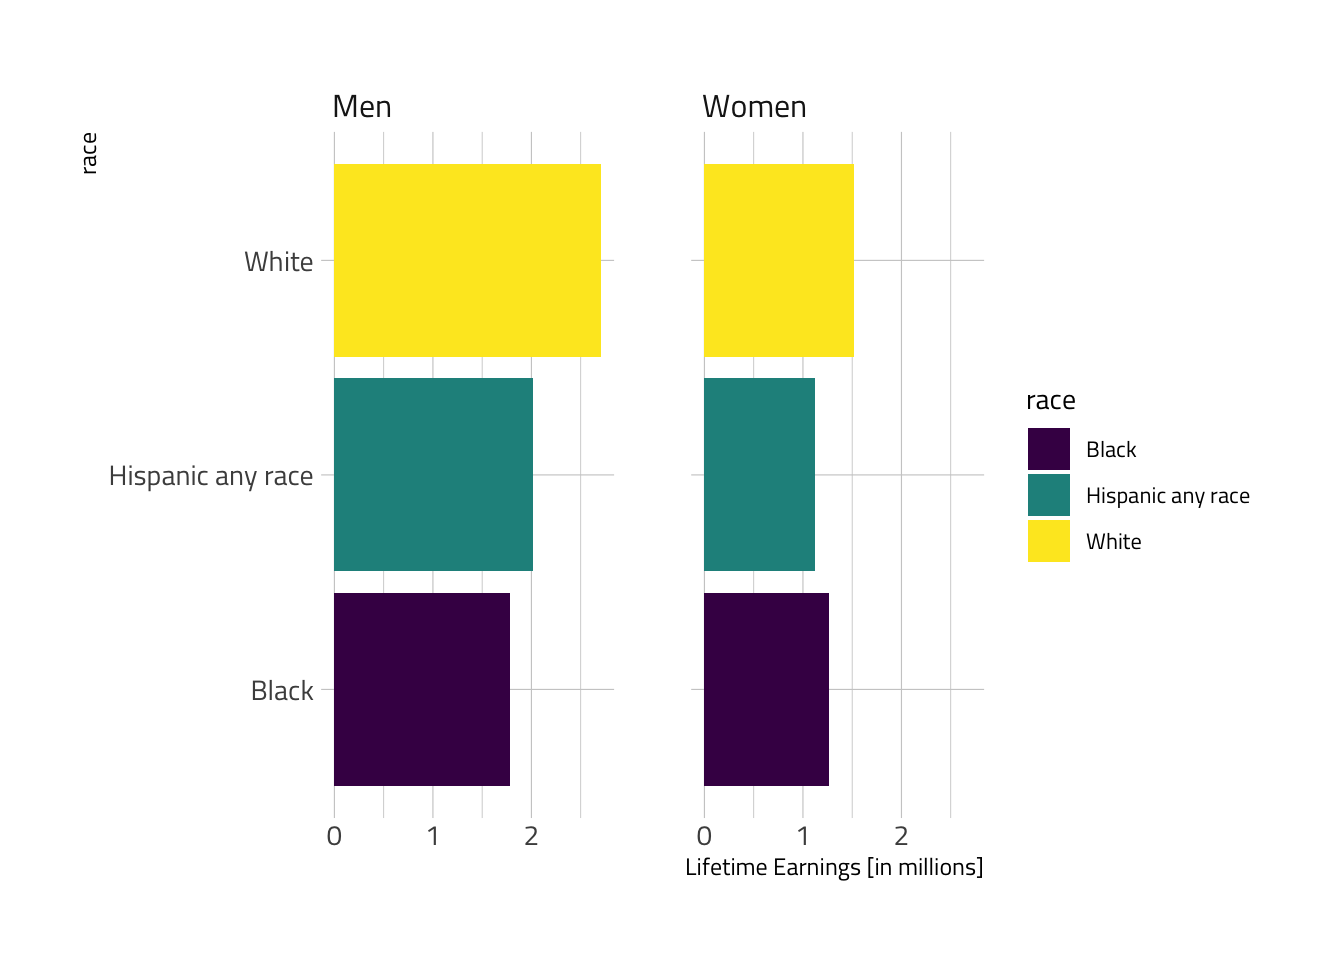 Men
Women
race
White
Hispanic any race
Black
0 1 2
0 1 2
Lifetime Earnings [in millions]
race
Black
Hispanic any race
White